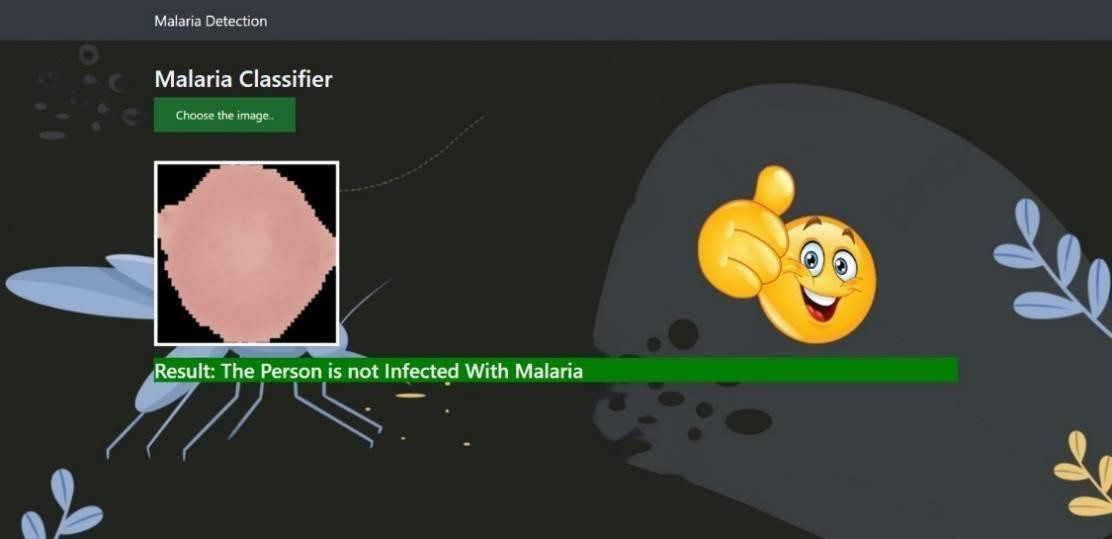 Malaria Detection
Malaria Classifier
Choose the image..
Result: The Person is not Infected With Malaria